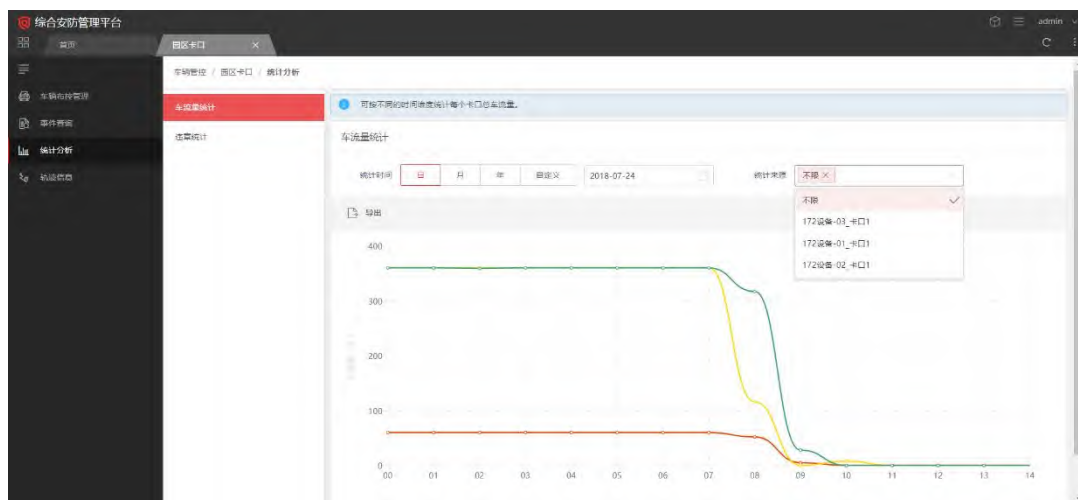 综合安防管理平台
admin
首页
园区卡口 ×
车辆管控 / 园区卡口 / 统计分析
车辆布控管理
事件查询
统计分析
轨迹信息
车流量统计
违章统计
可按不同的时间维度统计每个卡口总车流量。
车流量统计
统计时间 日 月 年 自定义 2018-07-24
统计来源 不限 ×
不限
172设备-03_卡口1
172设备-01_卡口1
172设备-02_卡口1
导出
400
300
200
100
0
00 01 02 03 04 05 06 07 08 09 10 11 12 13 14